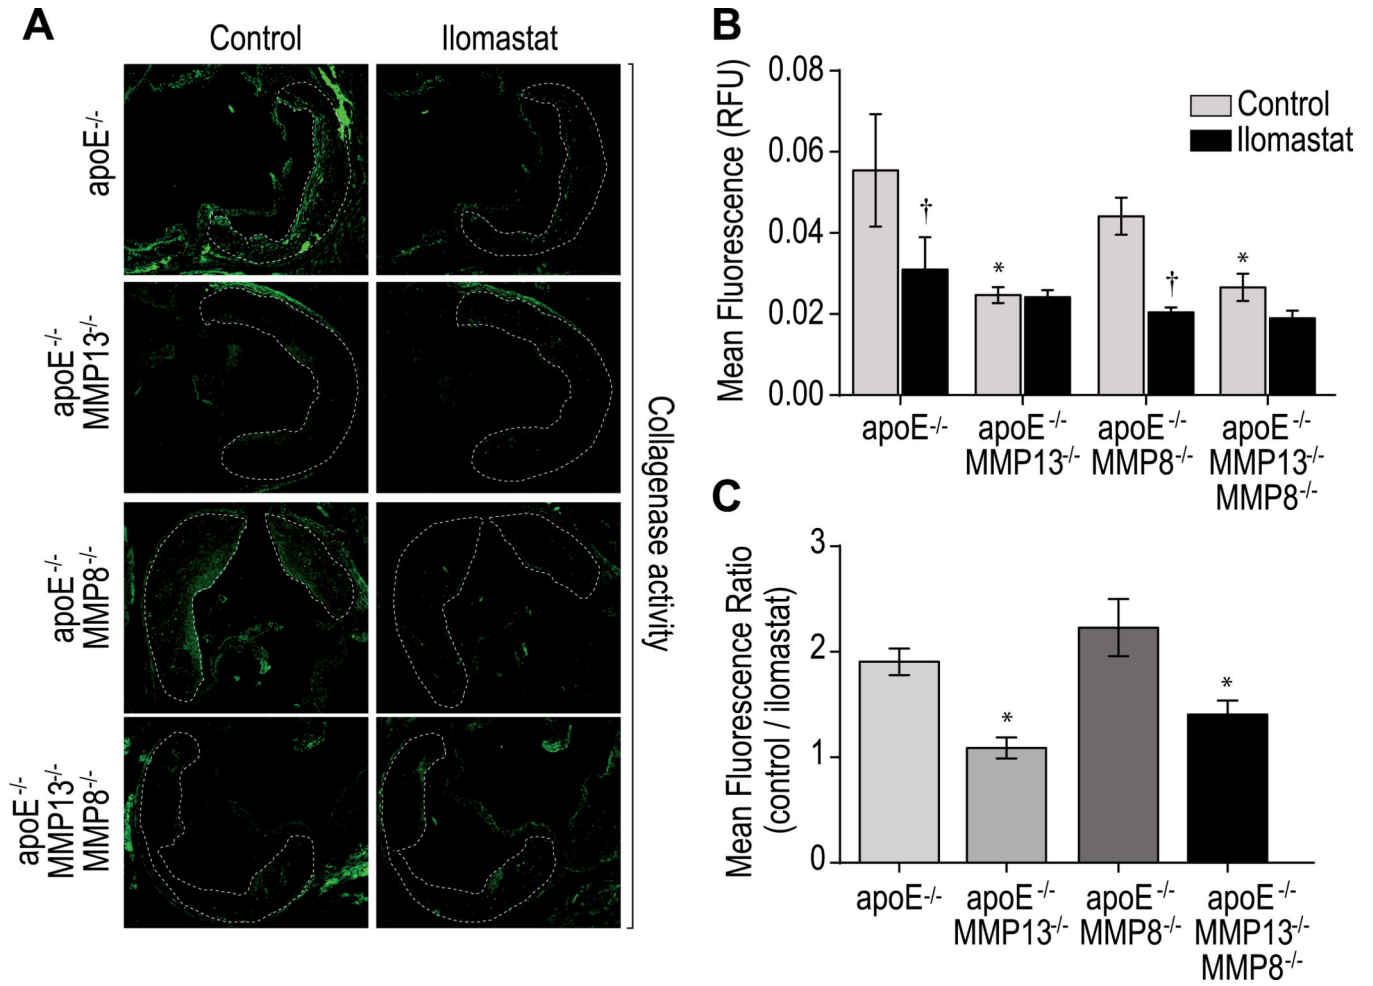 A
Control
Ilomastat
apoE-/-
apoE-/-
MMP13-/-
apoE-/-
MMP8-/-
apoE-/-
MMP13-/-
MMP8-/-
Collagenase activity
B
Mean Fluorescence (RFU)
0.08
0.06
0.04
0.02
0.00
Control
Ilomastat
†
*
†
*
apoE-/-
apoE-/-
MMP13-/-
apoE-/-
MMP8-/-
apoE-/-
MMP13-/-
MMP8-/-
C
Mean Fluorescence Ratio
(control / ilomastat)
3
2
1
0
*
*
apoE-/-
apoE-/-
MMP13-/-
apoE-/-
MMP8-/-
apoE-/-
MMP13-/-
MMP8-/-